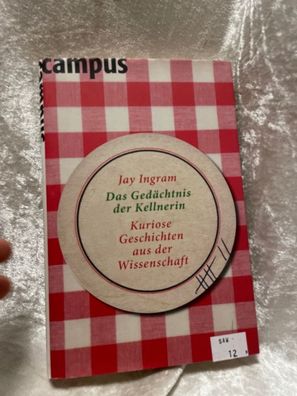 campus
Jay Ingram
Das Gedächtnis
der Kellnerin
Kuriose
Geschichten
aus der
Wissenschaft
12